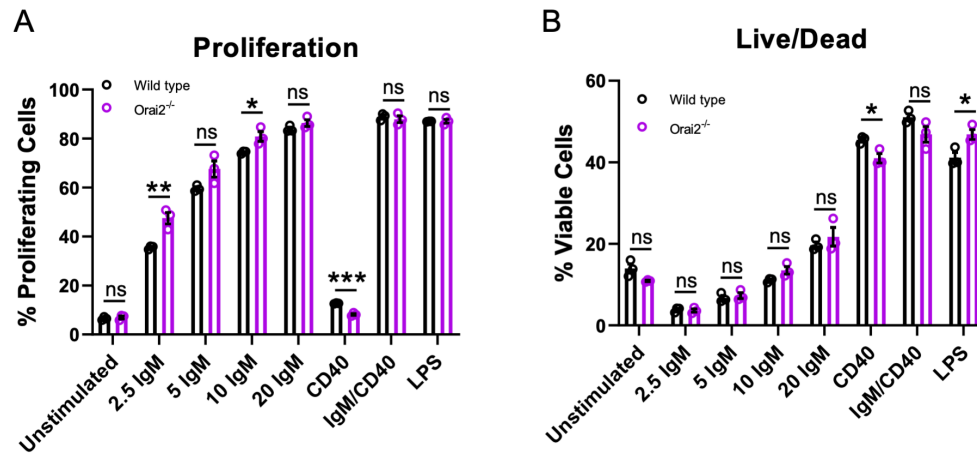 A
Proliferation
Wild type
Orai2-/-
% Proliferating Cells
100
80
60
40
20
0
ns
**
ns
*
ns
***
ns
ns
Unstimulated
2.5 IgM
5 IgM
10 IgM
20 IgM
CD40
IgM/CD40
LPS
B
Live/Dead
Wild type
Orai2-/-
% Viable Cells
60
40
20
0
ns
ns
ns
ns
ns
*
ns
*
Unstimulated
2.5 IgM
5 IgM
10 IgM
20 IgM
CD40
IgM/CD40
LPS